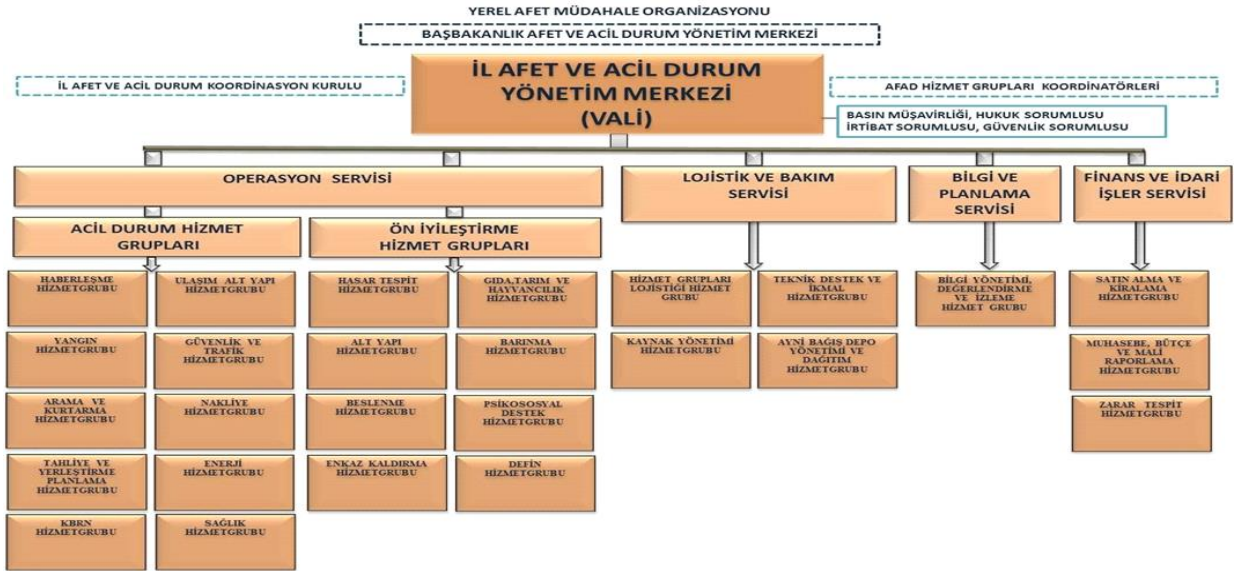 YEREL AFET MÜDAHALE ORGANİZASYONU
BAŞBAKANLIK AFET VE ACİL DURUM YÖNETİM MERKEZİ
İL AFET VE ACİL DURUM
YÖNETİM MERKEZİ
(VALİ)
İL AFET VE ACİL DURUM KOORDİNASYON KURULU
AFAD HİZMET GRUPLARI KOORDİNATÖRLERİ
BASIN MÜŞAVİRLİĞİ, HUKUK SORUMLUSU
İRTİBAT SORUMLUSU, GÜVENLİK SORUMLUSU
OPERASYON SERVİSİ
LOJİSTİK VE BAKIM
SERVİSİ
BİLGİ VE
PLANLAMA
SERVİSİ
FİNANS VE İDARİ
İŞLER SERVİSİ
ACİL DURUM HİZMET
GRUPLARI
ÖN İYİLEŞTİRME
HİZMET GRUPLARI
HABERLEŞME
HİZMETGRUBU
ULAŞIM ALT YAPI
HİZMETGRUBU
HASAR TESPİT
HİZMETGRUBU
GIDA,TARIM VE
HAYVANCILIK
HİZMETGRUBU
HİZMET GRUPLARI
LOJİSTİĞİ HİZMET
GRUBU
TEKNİK DESTEK VE
İKMAL
HİZMETGRUBU
BİLGİ YÖNETİMİ,
DEĞERLENDİRME
VE İZLEME
HİZMET GRUBU
SATIN ALMA VE
KİRALAMA
HİZMETGRUBU
YANGIN
HİZMETGRUBU
GÜVENLİK VE
TRAFİK
HİZMETGRUBU
ALT YAPI
HİZMETGRUBU
BARINMA
HİZMETGRUBU
KAYNAK YÖNETİMİ
HİZMETGRUBU
AYNİ BAĞIŞ DEPO
YÖNETİMİ VE
DAĞITIM
HİZMETGRUBU
MUHASEBE, BÜTÇE
VE MALİ
RAPORLAMA
HİZMETGRUBU
ARAMA VE
KURTARMA
HİZMETGRUBU
NAKLİYE
HİZMETGRUBU
BESLENME
HİZMETGRUBU
PSİKOSOSYAL
DESTEK
HİZMETGRUBU
ZARAR TESPİT
HİZMETGRUBU
TAHLİYE VE
YERLEŞTİRME
PLANLAMA
HİZMETGRUBU
ENERJİ
HİZMETGRUBU
ENKAZ KALDIRMA
HİZMETGRUBU
DEFİN
HİZMETGRUBU
KBRN
HİZMETGRUBU
SAĞLIK
HİZMETGRUBU